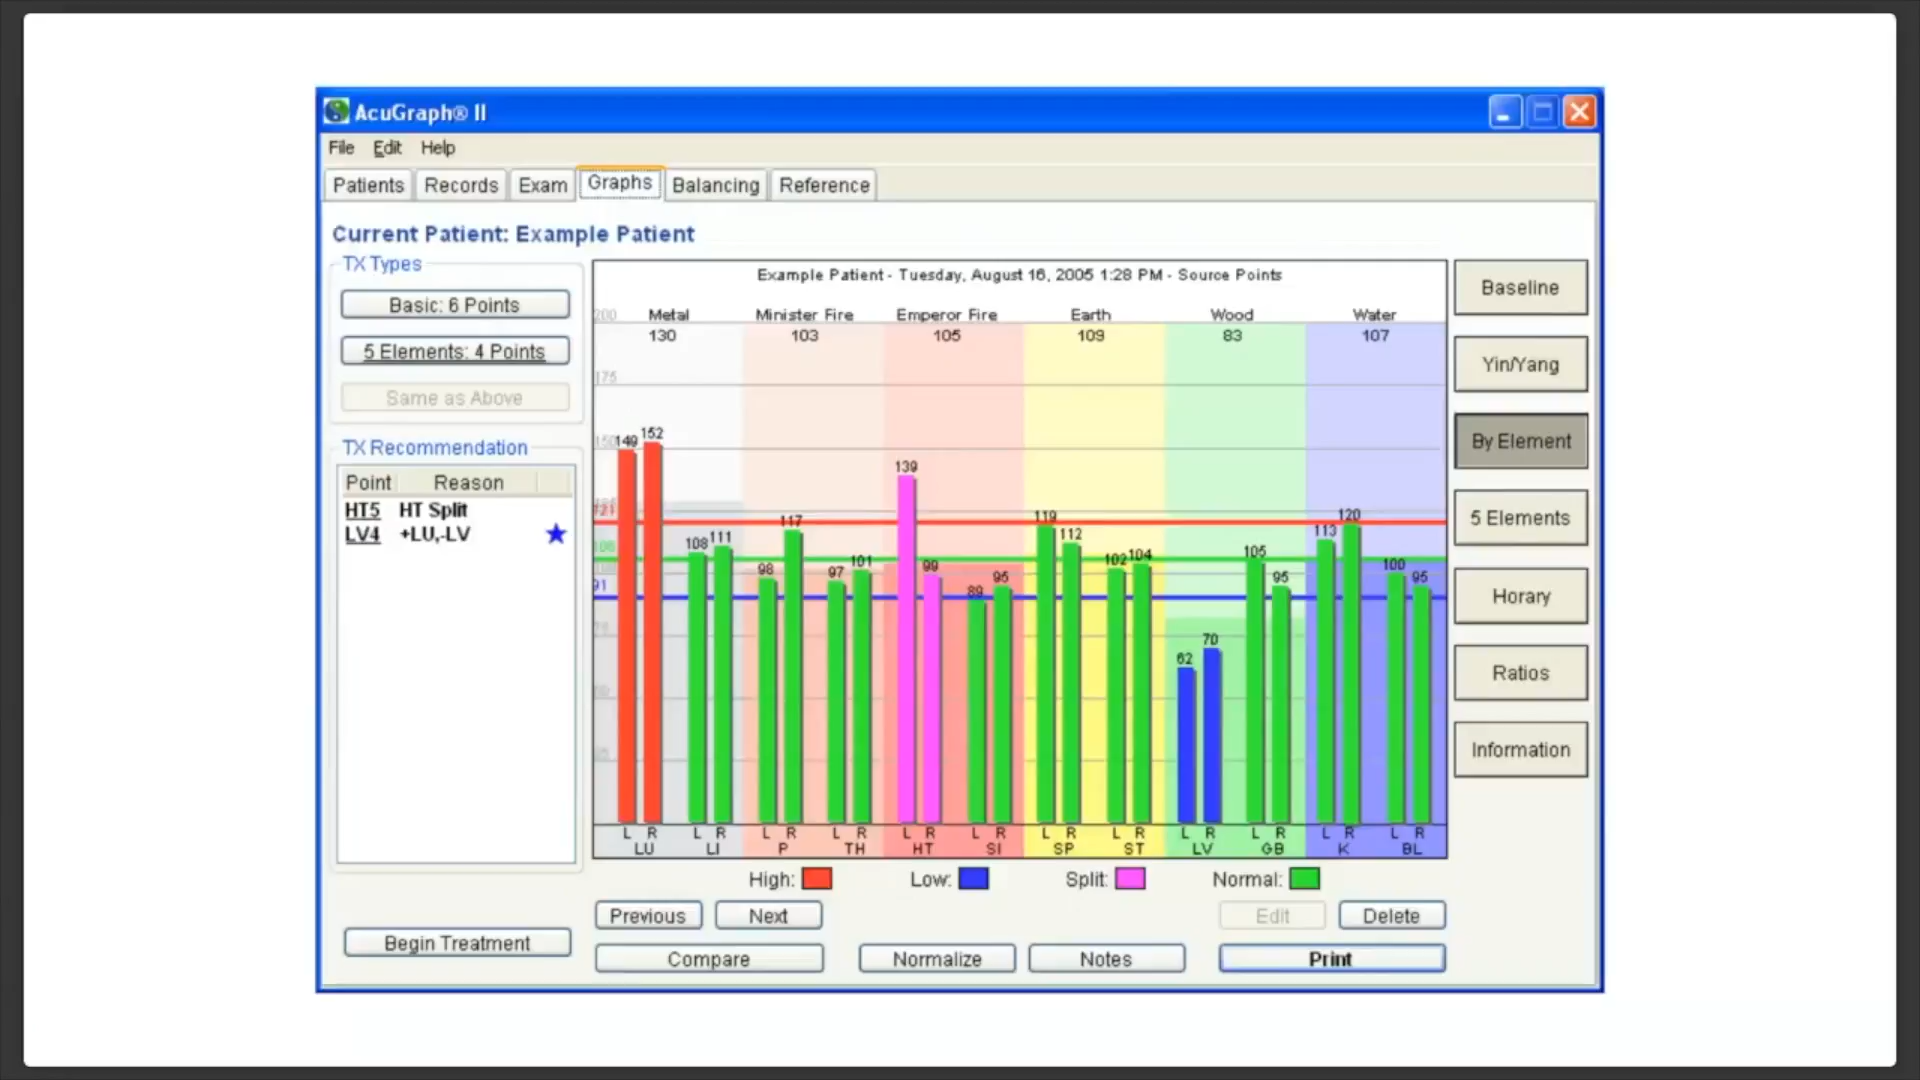 AcuGraph® II
File Edit Help
Patients Records Exam Graphs Balancing Reference
Current Patient: Example Patient
TX Types
Basic: 6 Points
5 Elements: 4 Points
Same as Above
TX Recommendation
Point Reason
HT5 HT Split
LV4 +LU,-LV
Begin Treatment
Example Patient - Tuesday, August 16, 2005 1:28 PM - Source Points
Metal Minister Fire Emperor Fire Earth Wood Water
130 103 105 109 83 107
200
175
150
121
106
91
149 152 108 111 98 117 97 101 139 99 89 95 119 112 102 104 62 70 105 95 113 120 100 95
L R L R L R L R L R L R L R L R L R L R L R L R
LU LI P TH HT SI SP ST LV GB K BL
High: Low: Split: Normal:
Previous Next Edit Delete
Compare Normalize Notes Print
Baseline
Yin/Yang
By Element
5 Elements
Horary
Ratios
Information